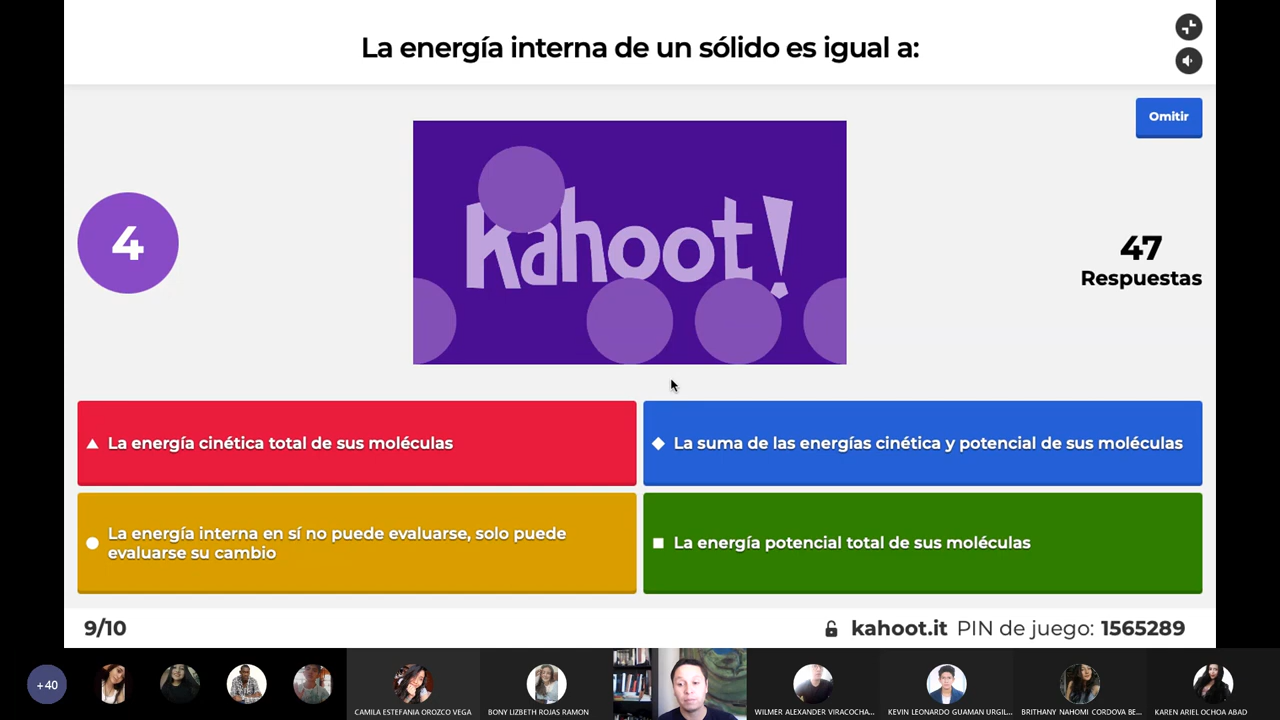 La energía interna de un sólido es igual a:
Omitir
4
kahoot!
47
Respuestas
La energía cinética total de sus moléculas
La suma de las energías cinética y potencial de sus moléculas
La energía interna en sí no puede evaluarse, solo puede
evaluarse su cambio
La energía potencial total de sus moléculas
9/10
kahoot.it PIN de juego: 1565289
+40
CAMILA ESTEFANIA OROZCO VEGA
BONY LIZBETH ROJAS RAMON
WILMER ALEXANDER VIRACOCHA...
KEVIN LEONARDO GUAMAN URGIL...
BRITHANY NAHOMI CORDOVA BE...
KAREN ARIEL OCHOA ABAD